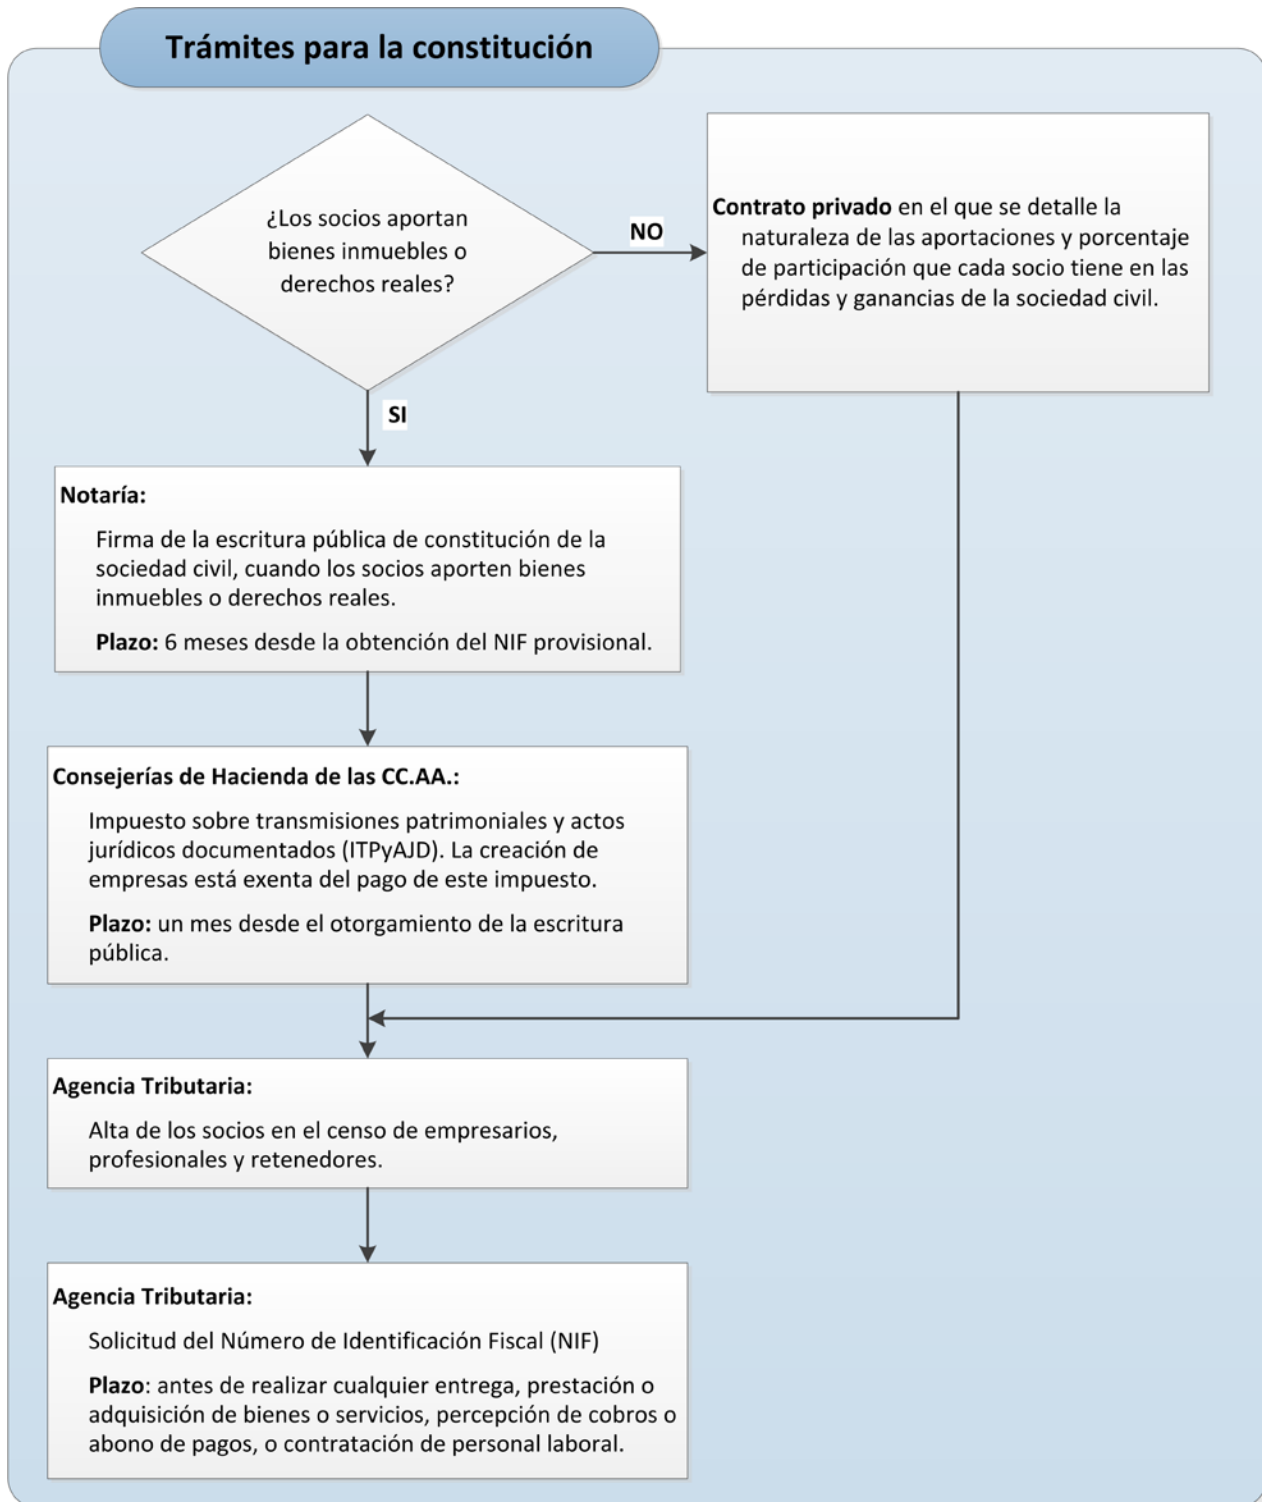 Trámites para la constitución
¿Los socios aportan
bienes inmuebles o
derechos reales?
NO
Contrato privado en el que se detalle la
naturaleza de las aportaciones y porcentaje
de participación que cada socio tiene en las
pérdidas y ganancias de la sociedad civil.
SI
Notaría:
Firma de la escritura pública de constitución de la
sociedad civil, cuando los socios aporten bienes
inmuebles o derechos reales.
Plazo: 6 meses desde la obtención del NIF provisional.
Consejerías de Hacienda de las CC.AA.:
Impuesto sobre transmisiones patrimoniales y actos
jurídicos documentados (ITPyAJD). La creación de
empresas está exenta del pago de este impuesto.
Plazo: un mes desde el otorgamiento de la escritura
pública.
Agencia Tributaria:
Alta de los socios en el censo de empresarios,
profesionales y retenedores.
Agencia Tributaria:
Solicitud del Número de Identificación Fiscal (NIF)
Plazo: antes de realizar cualquier entrega, prestación o
adquisición de bienes o servicios, percepción de cobros o
abono de pagos, o contratación de personal laboral.